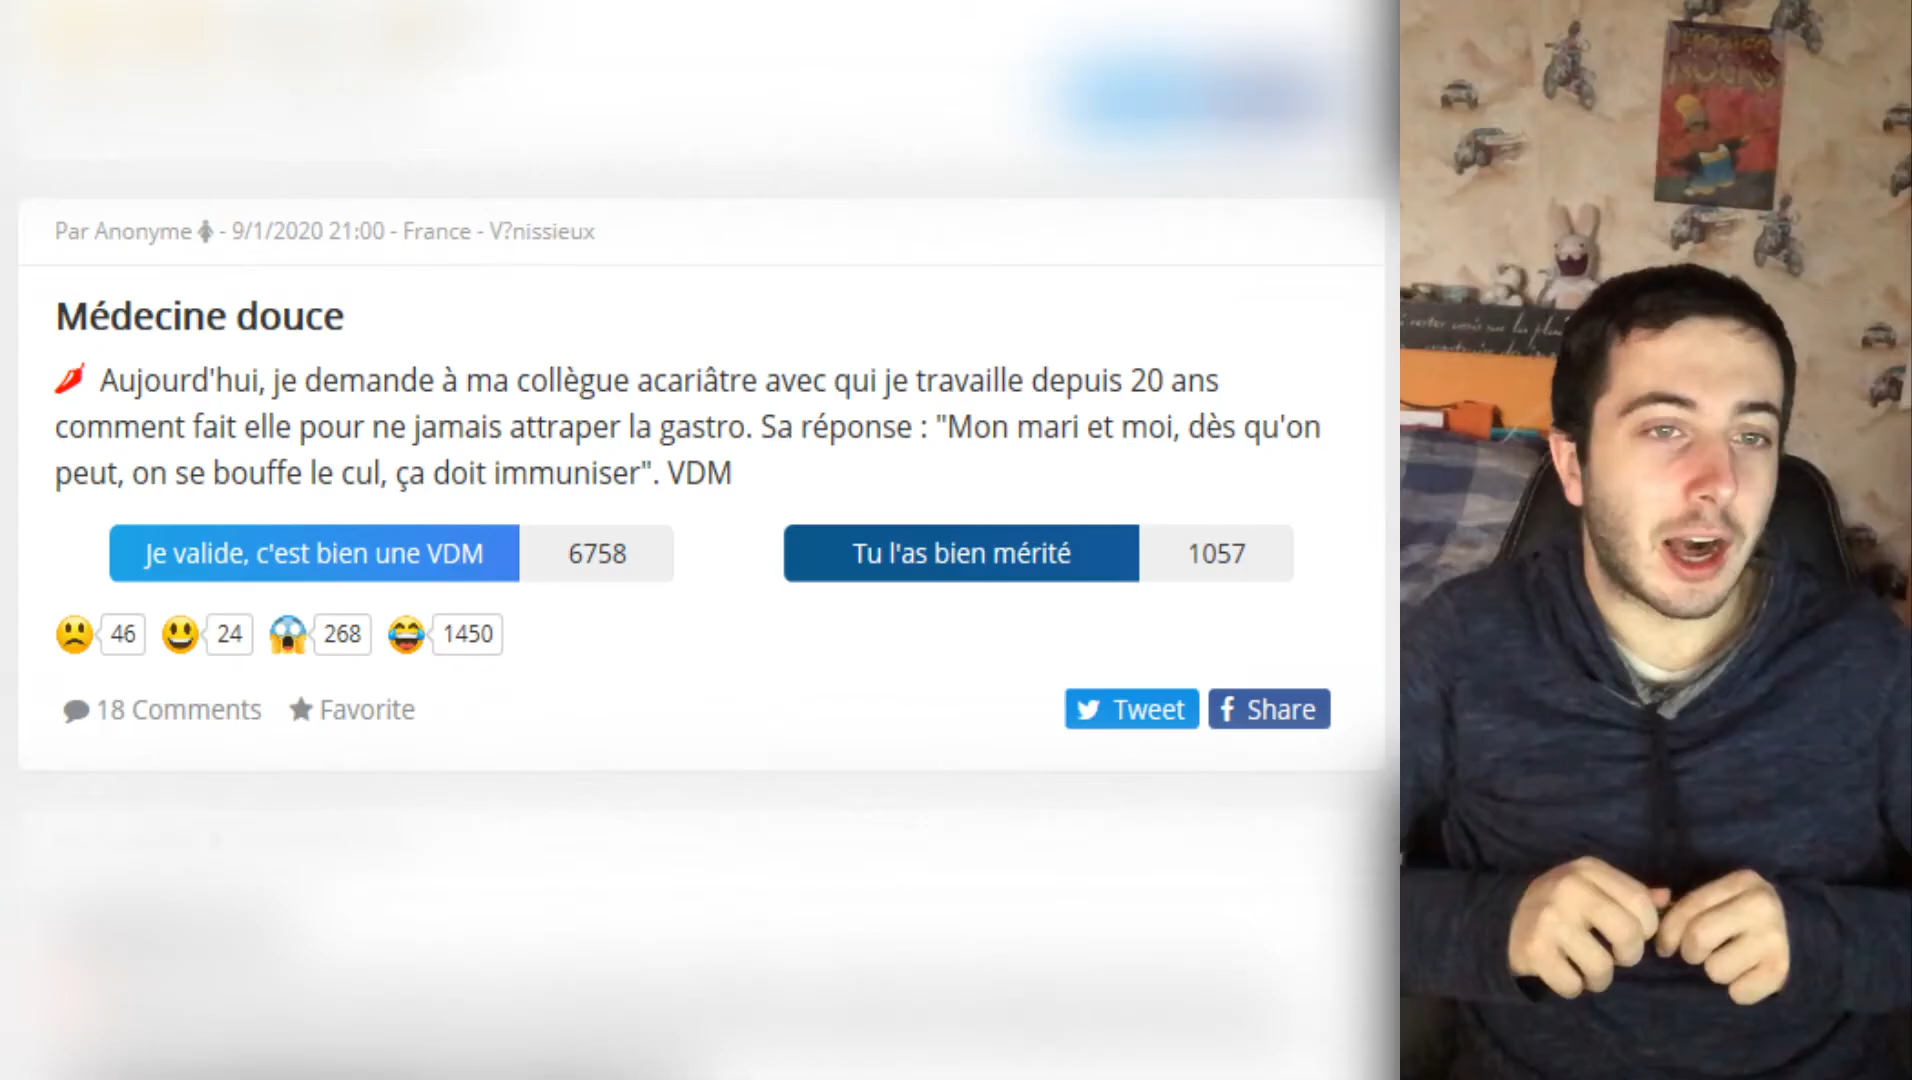 Par Anonyme - 9/1/2020 21:00 - France - V?nissieux
Médecine douce
Aujourd'hui, je demande à ma collègue acariâtre avec qui je travaille depuis 20 ans
comment fait elle pour ne jamais attraper la gastro. Sa réponse : "Mon mari et moi, dès qu'on
peut, on se bouffe le cul, ça doit immuniser". VDM
Je valide, c'est bien une VDM 6758 Tu l'as bien mérité 1057
46 24 268 1450
18 Comments Favorite Tweet Share